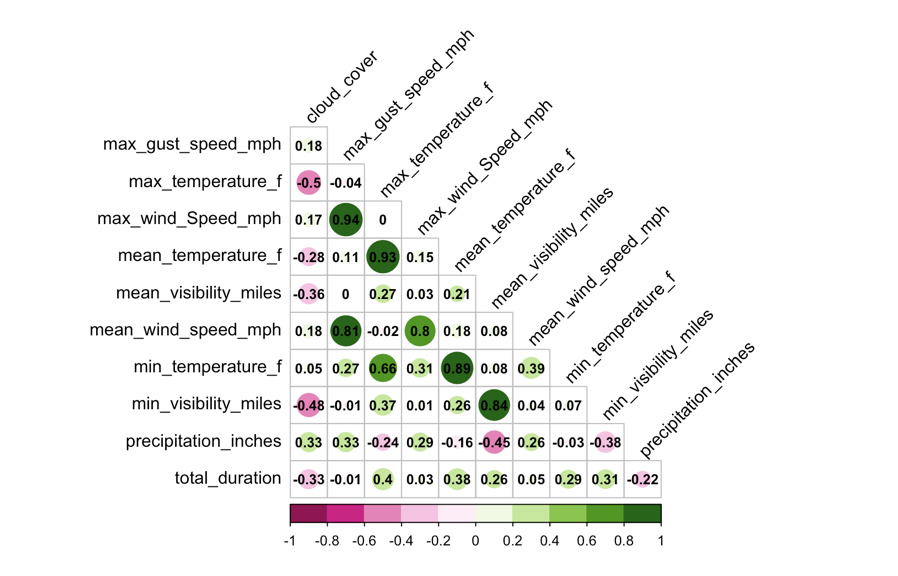 cloud_cover
max_gust_speed_mph
max_temperature_f
max_wind_Speed_mph
mean_temperature_f
mean_visibility_miles
mean_wind_speed_mph
min_temperature_f
min_visibility_miles
precipitation_inches
max_gust_speed_mph 0.18
max_temperature_f -0.5 -0.04
max_wind_Speed_mph 0.17 0.94 0
mean_temperature_f -0.28 0.11 0.93 0.15
mean_visibility_miles -0.36 0 0.27 0.03 0.21
mean_wind_speed_mph 0.18 0.81 -0.02 0.8 0.18 0.08
min_temperature_f 0.05 0.27 0.66 0.31 0.89 0.08 0.39
min_visibility_miles -0.48 -0.01 0.37 0.01 0.26 0.84 0.04 0.07
precipitation_inches 0.33 0.33 -0.24 0.29 -0.16 -0.45 0.26 -0.03 -0.38
total_duration -0.33 -0.01 0.4 0.03 0.38 0.26 0.05 0.29 0.31 -0.22
-1 -0.8 -0.6 -0.4 -0.2 0 0.2 0.4 0.6 0.8 1